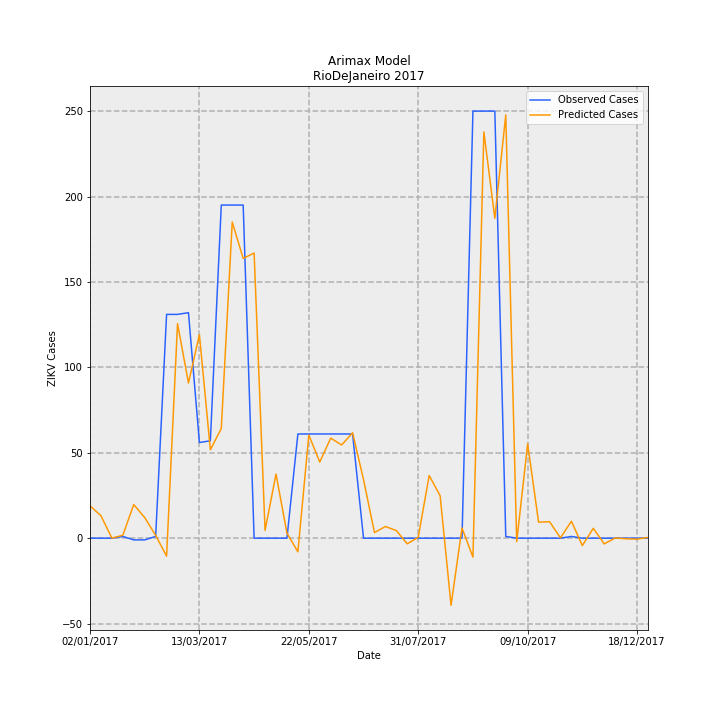 Arimax Model
RioDeJaneiro 2017
Observed Cases
Predicted Cases
250
200
150
100
50
0
−50
ZIKV Cases
02/01/2017
13/03/2017
22/05/2017
31/07/2017
09/10/2017
18/12/2017
Date